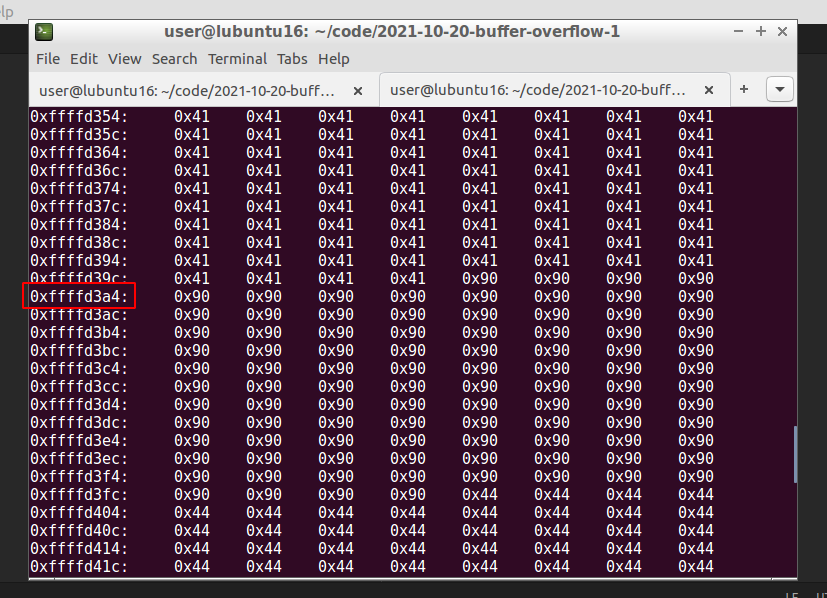 lp
user@lubuntu16: ~/code/2021-10-20-buffer-overflow-1
File Edit View Search Terminal Tabs Help
user@lubuntu16: ~/code/2021-10-20-buff... × user@lubuntu16: ~/code/2021-10-20-buff... ×
0xffffd354: 0x41 0x41 0x41 0x41 0x41 0x41 0x41 0x41
0xffffd35c: 0x41 0x41 0x41 0x41 0x41 0x41 0x41 0x41
0xffffd364: 0x41 0x41 0x41 0x41 0x41 0x41 0x41 0x41
0xffffd36c: 0x41 0x41 0x41 0x41 0x41 0x41 0x41 0x41
0xffffd374: 0x41 0x41 0x41 0x41 0x41 0x41 0x41 0x41
0xffffd37c: 0x41 0x41 0x41 0x41 0x41 0x41 0x41 0x41
0xffffd384: 0x41 0x41 0x41 0x41 0x41 0x41 0x41 0x41
0xffffd38c: 0x41 0x41 0x41 0x41 0x41 0x41 0x41 0x41
0xffffd394: 0x41 0x41 0x41 0x41 0x41 0x41 0x41 0x41
0xffffd39c: 0x41 0x41 0x41 0x41 0x90 0x90 0x90 0x90
0xffffd3a4: 0x90 0x90 0x90 0x90 0x90 0x90 0x90 0x90
0xffffd3ac: 0x90 0x90 0x90 0x90 0x90 0x90 0x90 0x90
0xffffd3b4: 0x90 0x90 0x90 0x90 0x90 0x90 0x90 0x90
0xffffd3bc: 0x90 0x90 0x90 0x90 0x90 0x90 0x90 0x90
0xffffd3c4: 0x90 0x90 0x90 0x90 0x90 0x90 0x90 0x90
0xffffd3cc: 0x90 0x90 0x90 0x90 0x90 0x90 0x90 0x90
0xffffd3d4: 0x90 0x90 0x90 0x90 0x90 0x90 0x90 0x90
0xffffd3dc: 0x90 0x90 0x90 0x90 0x90 0x90 0x90 0x90
0xffffd3e4: 0x90 0x90 0x90 0x90 0x90 0x90 0x90 0x90
0xffffd3ec: 0x90 0x90 0x90 0x90 0x90 0x90 0x90 0x90
0xffffd3f4: 0x90 0x90 0x90 0x90 0x90 0x90 0x90 0x90
0xffffd3fc: 0x90 0x90 0x90 0x90 0x44 0x44 0x44 0x44
0xffffd404: 0x44 0x44 0x44 0x44 0x44 0x44 0x44 0x44
0xffffd40c: 0x44 0x44 0x44 0x44 0x44 0x44 0x44 0x44
0xffffd414: 0x44 0x44 0x44 0x44 0x44 0x44 0x44 0x44
0xffffd41c: 0x44 0x44 0x44 0x44 0x44 0x44 0x44 0x44